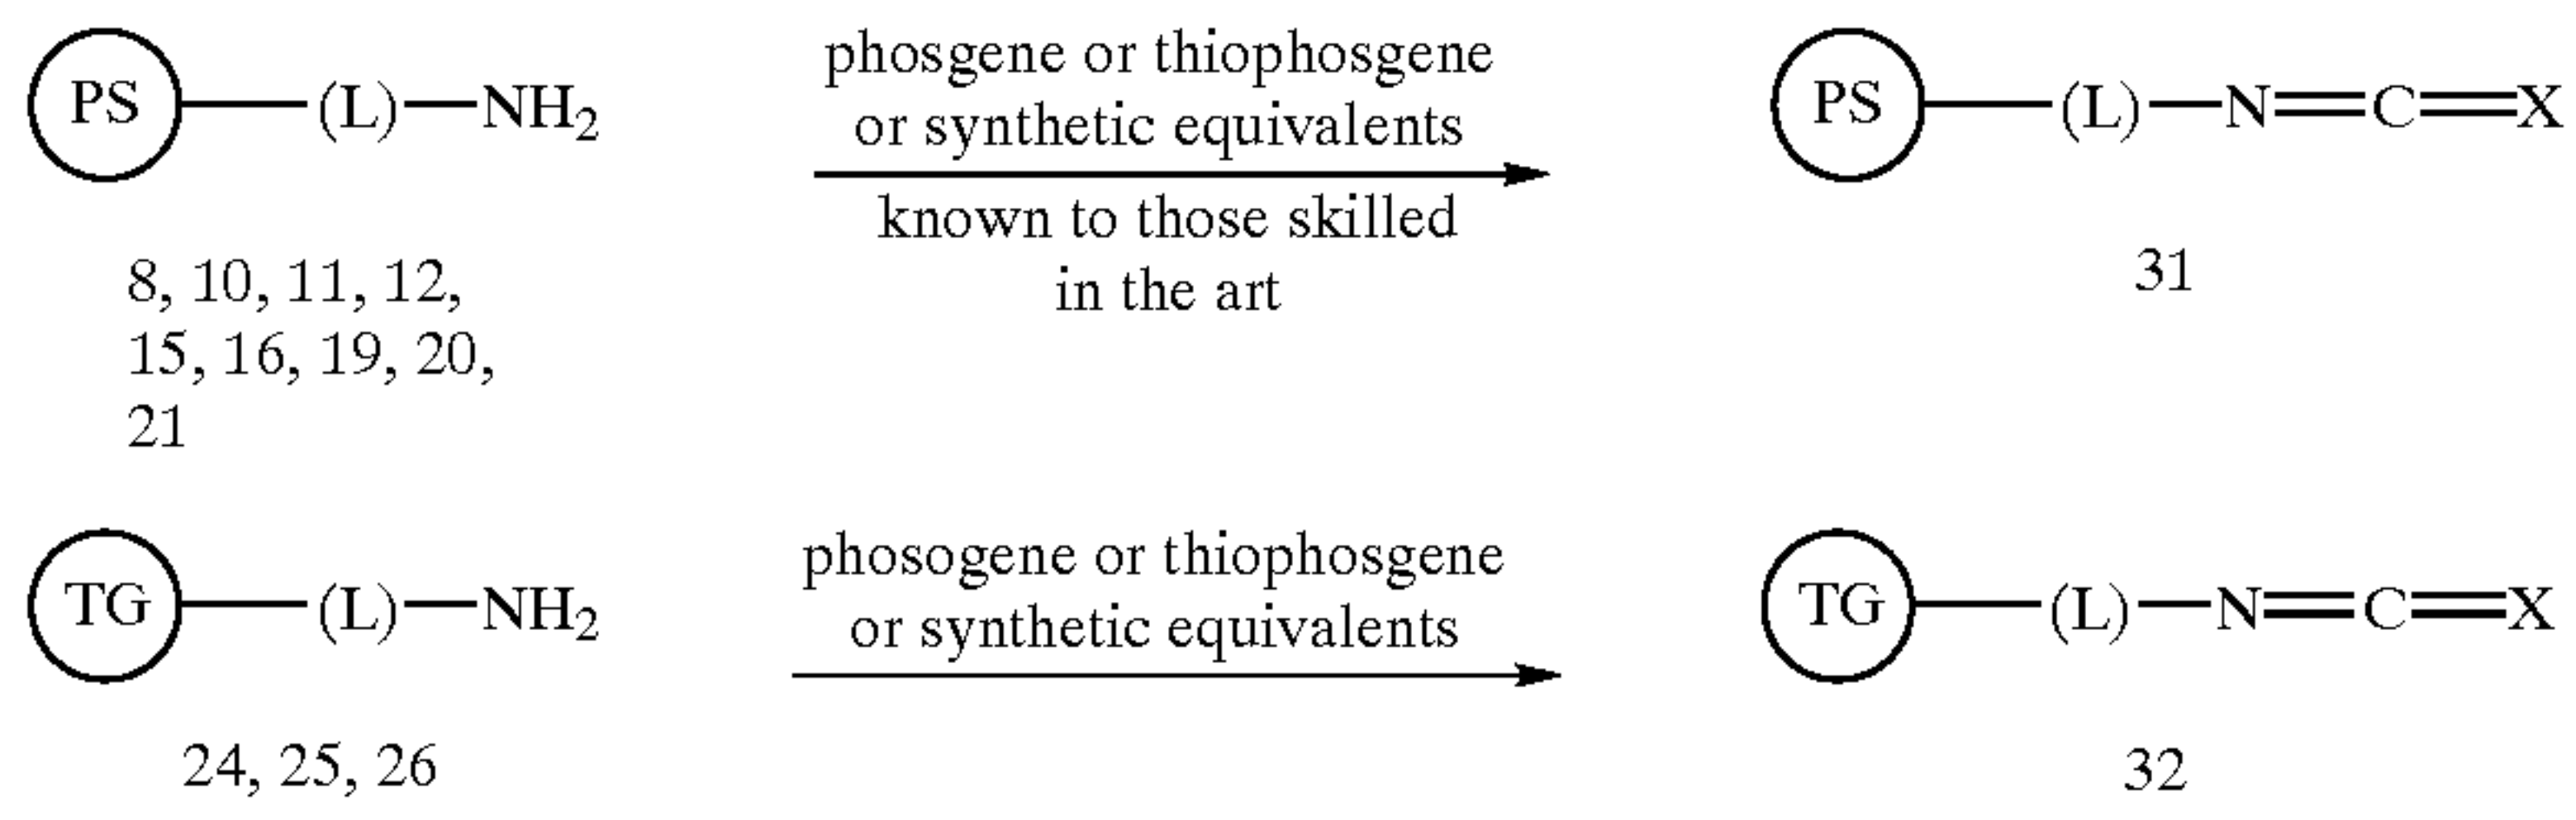 PS—(L)—NH₂
phosgene or thiophosgene
or synthetic equivalents
known to those skilled
in the art
PS—(L)—N=C=X
8, 10, 11, 12,
15, 16, 19, 20,
21
31
TG—(L)—NH₂
phosogene or thiophosgene
or synthetic equivalents
TG—(L)—N=C=X
24, 25, 26
32